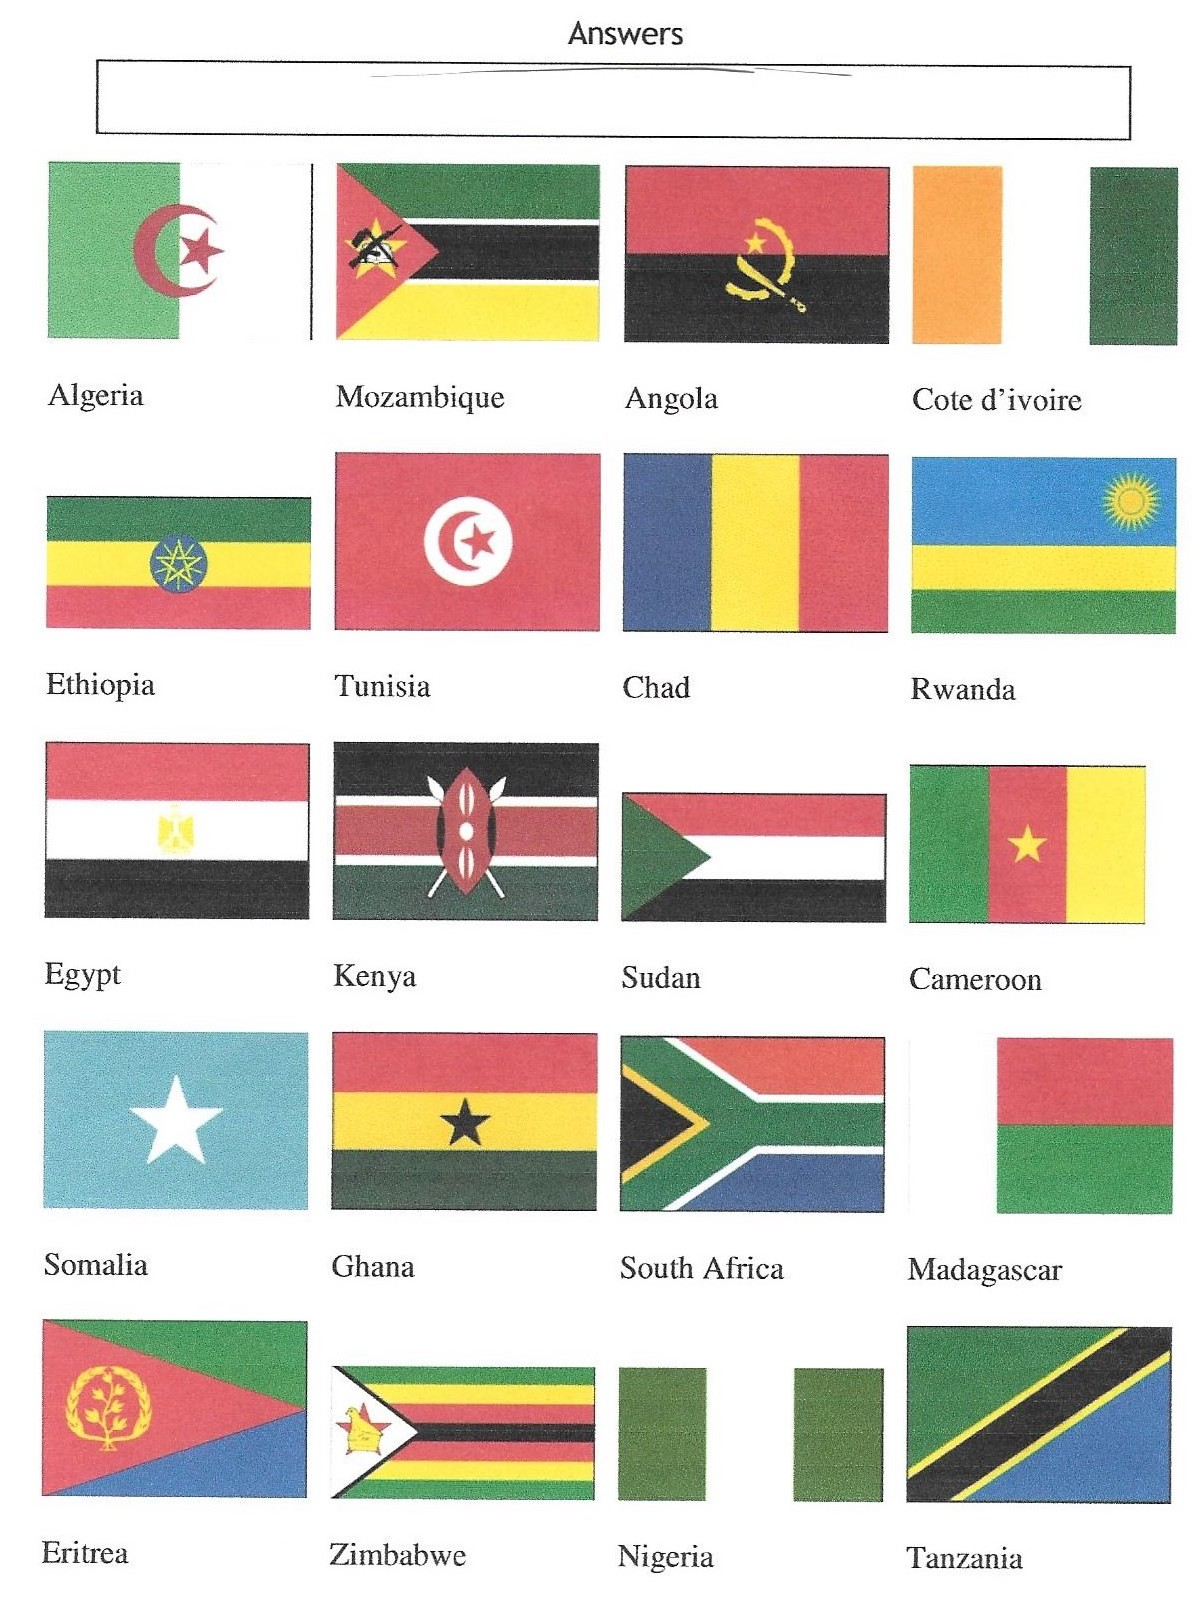 Answers
Algeria
Mozambique
Angola
Cote d'ivoire
Ethiopia
Tunisia
Chad
Rwanda
Egypt
Kenya
Sudan
Cameroon
Somalia
Ghana
South Africa
Madagascar
Eritrea
Zimbabwe
Nigeria
Tanzania